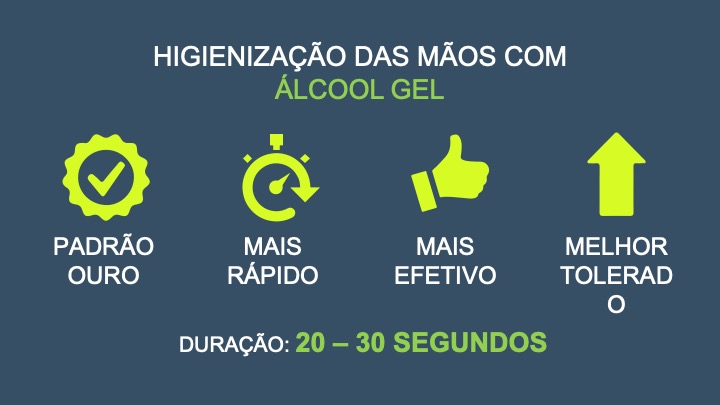 HIGIENIZAÇÃO DAS MÃOS COM
ÁLCOOL GEL
PADRÃO
OURO
MAIS
RÁPIDO
MAIS
EFETIVO
MELHOR
TOLERAD
O
DURAÇÃO: 20 – 30 SEGUNDOS